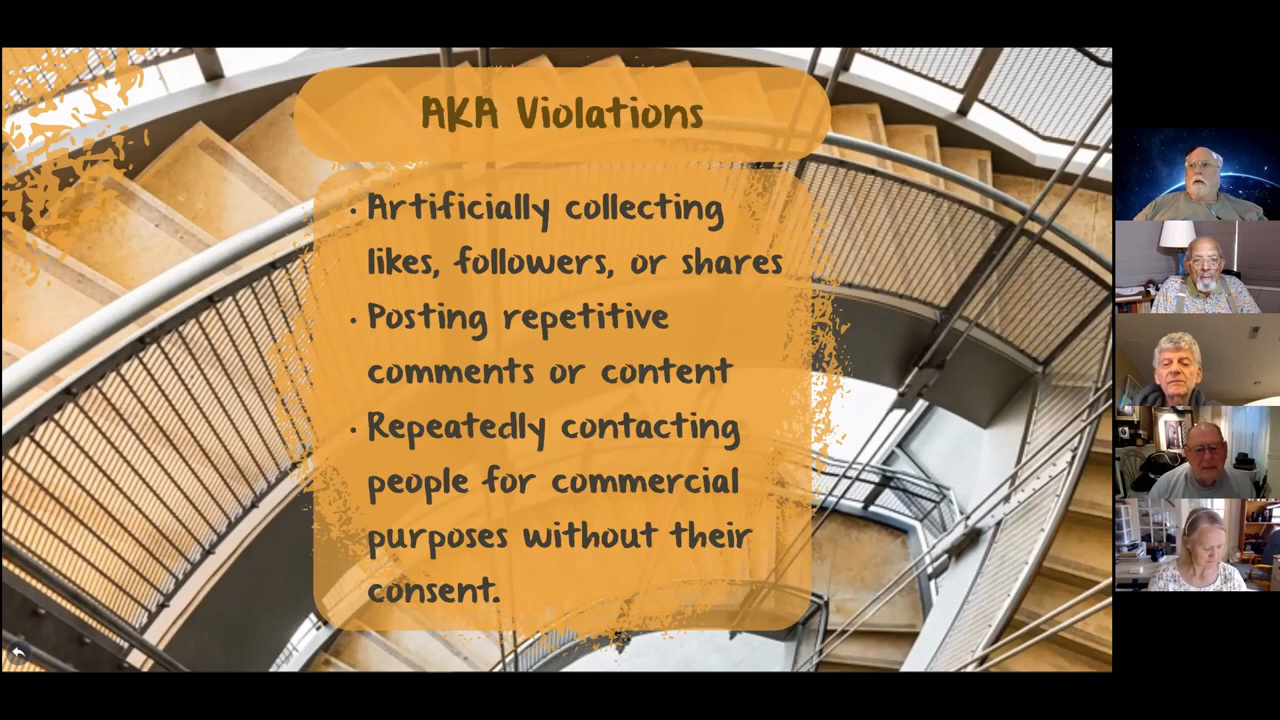 AKA Violations
· Artificially collecting
likes, followers, or shares
· Posting repetitive
comments or content
· Repeatedly contacting
people for commercial
purposes without their
consent.